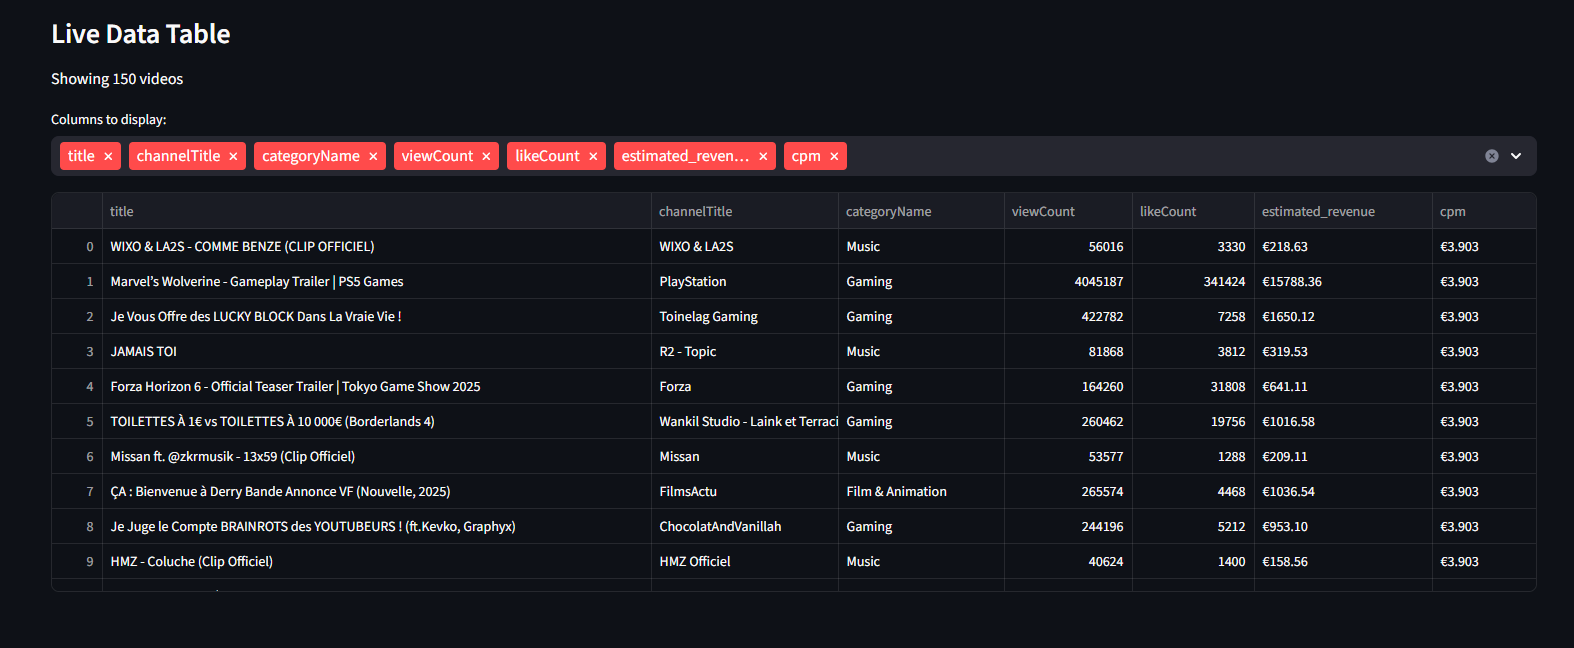 Live Data Table
Showing 150 videos
Columns to display:
title channelTitle categoryName viewCount likeCount estimated_reven... cpm
title channelTitle categoryName viewCount likeCount estimated_revenue cpm
0 WIXO & LA2S - COMME BENZE (CLIP OFFICIEL) WIXO & LA2S Music 56016 3330 €218.63 €3.903
1 Marvel’s Wolverine - Gameplay Trailer | PS5 Games PlayStation Gaming 4045187 341424 €15788.36 €3.903
2 Je Vous Offre des LUCKY BLOCK Dans La Vraie Vie ! Toinelag Gaming Gaming 422782 7258 €1650.12 €3.903
3 JAMAIS TOI R2 - Topic Music 81868 3812 €319.53 €3.903
4 Forza Horizon 6 - Official Teaser Trailer | Tokyo Game Show 2025 Forza Gaming 164260 31808 €641.11 €3.903
5 TOILETTES À 1€ vs TOILETTES À 10 000€ (Borderlands 4) Wankil Studio - Laink et Terraci Gaming 260462 19756 €1016.58 €3.903
6 Missan ft. @zkrmusik - 13x59 (Clip Officiel) Missan Music 53577 1288 €209.11 €3.903
7 ÇA : Bienvenue à Derry Bande Annonce VF (Nouvelle, 2025) FilmsActu Film & Animation 265574 4468 €1036.54 €3.903
8 Je Juge le Compte BRAINROTS des YOUTUBEURS ! (ft.Kevko, Graphyx) ChocolatAndVanillah Gaming 244196 5212 €953.10 €3.903
9 HMZ - Coluche (Clip Officiel) HMZ Officiel Music 40624 1400 €158.56 €3.903